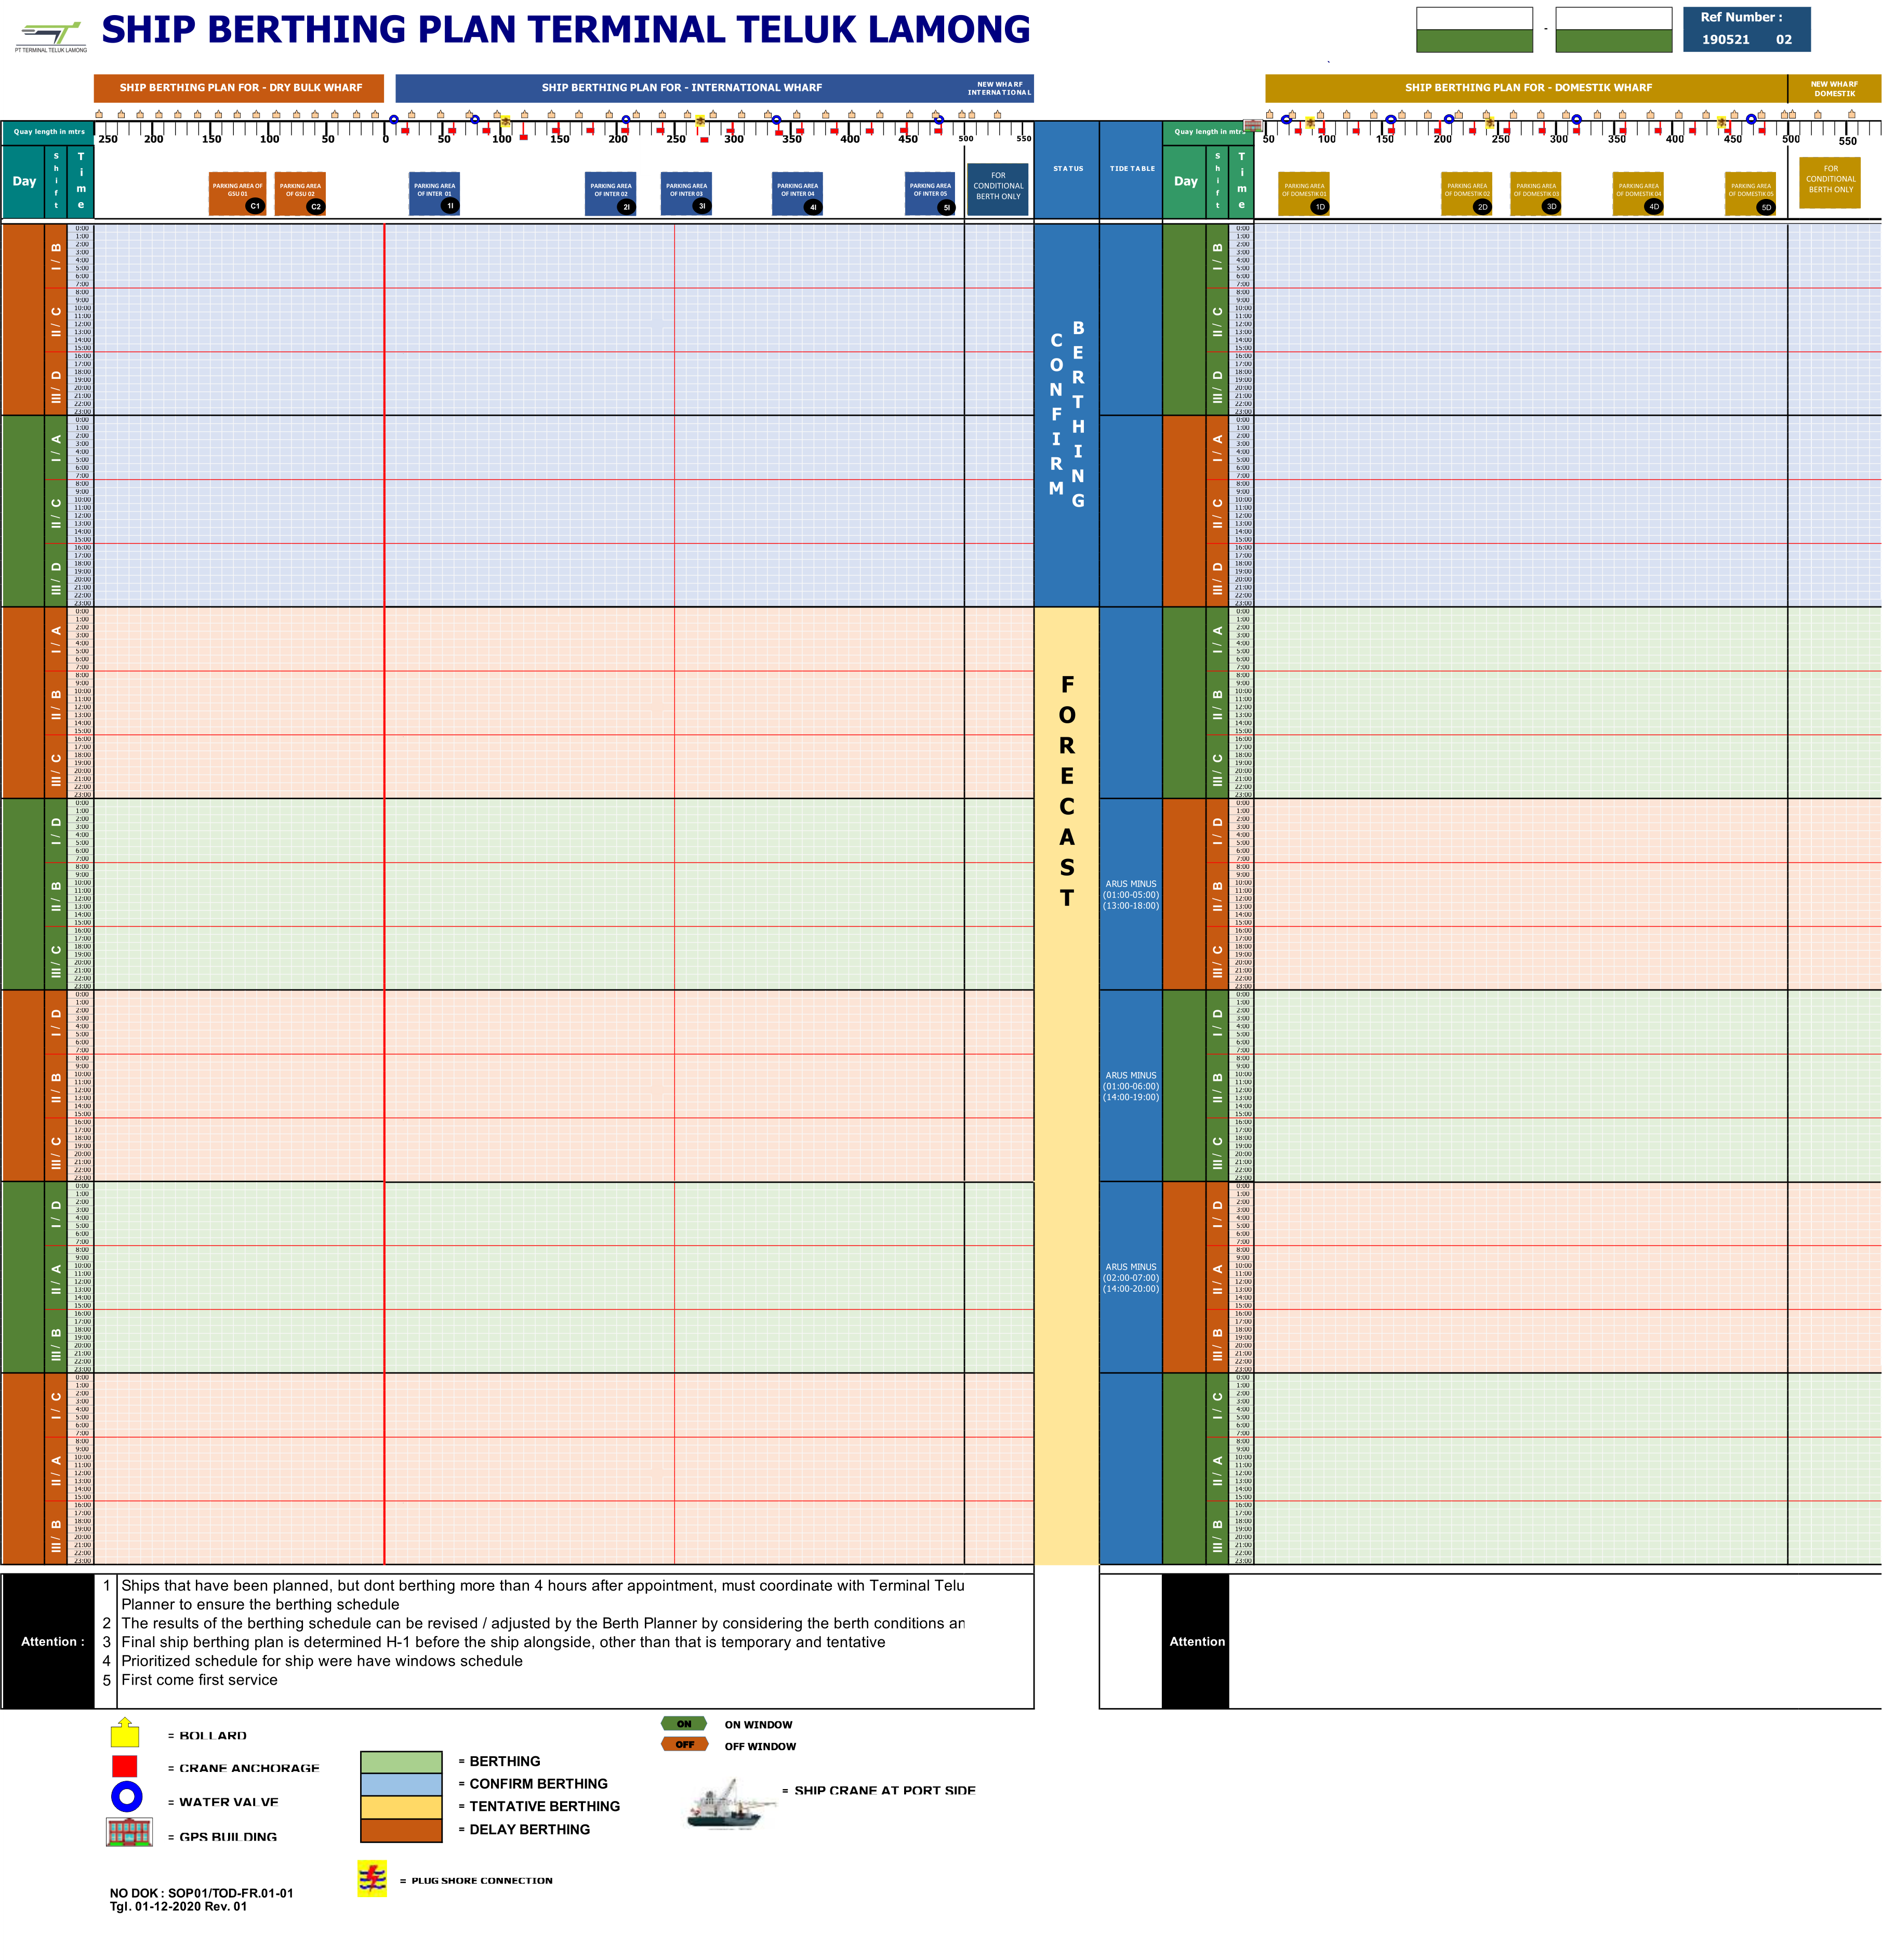 PT TERMINAL TELUK LAMONG
SHIP BERTHING PLAN TERMINAL TELUK LAMONG
-
Ref Number :
190521 02
SHIP BERTHING PLAN FOR - DRY BULK WHARF
SHIP BERTHING PLAN FOR - INTERNATIONAL WHARF
NEW WHARF
INTERNATIONAL
SHIP BERTHING PLAN FOR - DOMESTIK WHARF
NEW WHARF
DOMESTIK
Quay length in mtrs
250 200 150 100 50 0 50 100 150 200 250 300 350 400 450 500 550
Quay length in mtrs
50 100 150 200 250 300 350 400 450 500 550
Day
Shift
Time
PARKING AREA OF
GSU 01
C1
PARKING AREA
OF GSU 02
C2
PARKING AREA
OF INTER 01
1I
PARKING AREA
OF INTER 02
2I
PARKING AREA
OF INTER 03
3I
PARKING AREA
OF INTER 04
4I
PARKING AREA
OF INTER 05
5I
FOR
CONDITIONAL
BERTH ONLY
STATUS
TIDE TABLE
Day
Shift
Time
PARKING AREA
OF DOMESTIK 01
1D
PARKING AREA
OF DOMESTIK 02
2D
PARKING AREA
OF DOMESTIK 03
3D
PARKING AREA
OF DOMESTIK 04
4D
PARKING AREA
OF DOMESTIK 05
5D
FOR
CONDITIONAL
BERTH ONLY
I / B
II / C
III / D
I / A
II / C
III / D
I / A
II / B
III / C
I / D
II / B
III / C
I / D
II / B
III / C
I / D
II / A
III / B
I / C
II / A
III / B
0:00
1:00
2:00
3:00
4:00
5:00
6:00
7:00
8:00
9:00
10:00
11:00
12:00
13:00
14:00
15:00
16:00
17:00
18:00
19:00
20:00
21:00
22:00
23:00
CONFIRM
BERTHING
FORECAST
ARUS MINUS
(01:00-05:00)
(13:00-18:00)
ARUS MINUS
(01:00-06:00)
(14:00-19:00)
ARUS MINUS
(02:00-07:00)
(14:00-20:00)
I / B
II / C
III / D
I / A
II / C
III / D
I / A
II / B
III / C
I / D
II / B
III / C
I / D
II / B
III / C
I / D
II / A
III / B
I / C
II / A
III / B
Attention :
1 Ships that have been planned, but dont berthing more than 4 hours after appointment, must coordinate with Terminal Telu
Planner to ensure the berthing schedule
2 The results of the berthing schedule can be revised / adjusted by the Berth Planner by considering the berth conditions an
3 Final ship berthing plan is determined H-1 before the ship alongside, other than that is temporary and tentative
4 Prioritized schedule for ship were have windows schedule
5 First come first service
Attention
= BOLLARD
= CRANE ANCHORAGE
= WATER VALVE
= GPS BUILDING
= BERTHING
= CONFIRM BERTHING
= TENTATIVE BERTHING
= DELAY BERTHING
= PLUG SHORE CONNECTION
ON ON WINDOW
OFF OFF WINDOW
= SHIP CRANE AT PORT SIDE
NO DOK : SOP01/TOD-FR.01-01
Tgl. 01-12-2020 Rev. 01